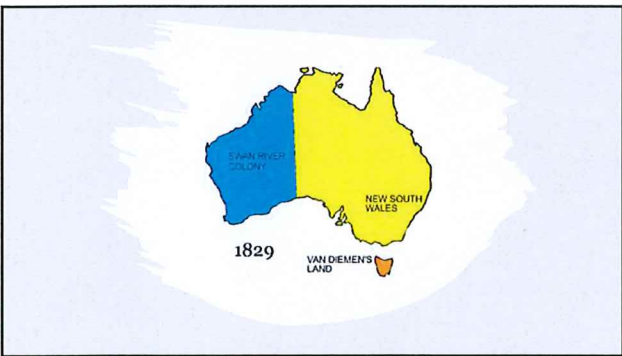 SWAN RIVER
COLONY
NEW SOUTH
WALES
1829
VAN DIEMEN'S
LAND